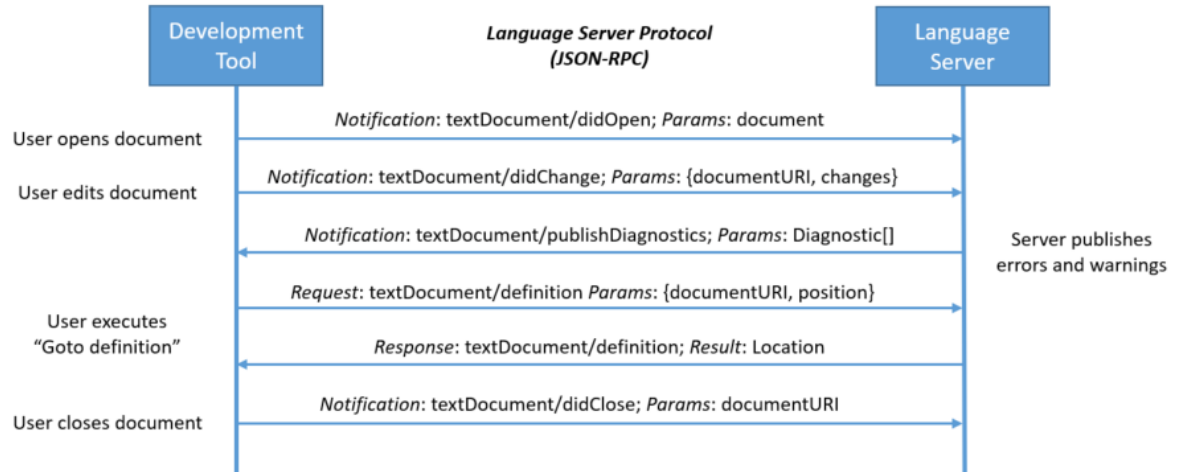 Development
Tool
Language Server Protocol
(JSON-RPC)
Language
Server
Notification: textDocument/didOpen; Params: document
User opens document
Notification: textDocument/didChange; Params: {documentURI, changes}
User edits document
Notification: textDocument/publishDiagnostics; Params: Diagnostic[]
Server publishes
errors and warnings
Request: textDocument/definition Params: {documentURI, position}
User executes
“Goto definition”
Response: textDocument/definition; Result: Location
Notification: textDocument/didClose; Params: documentURI
User closes document